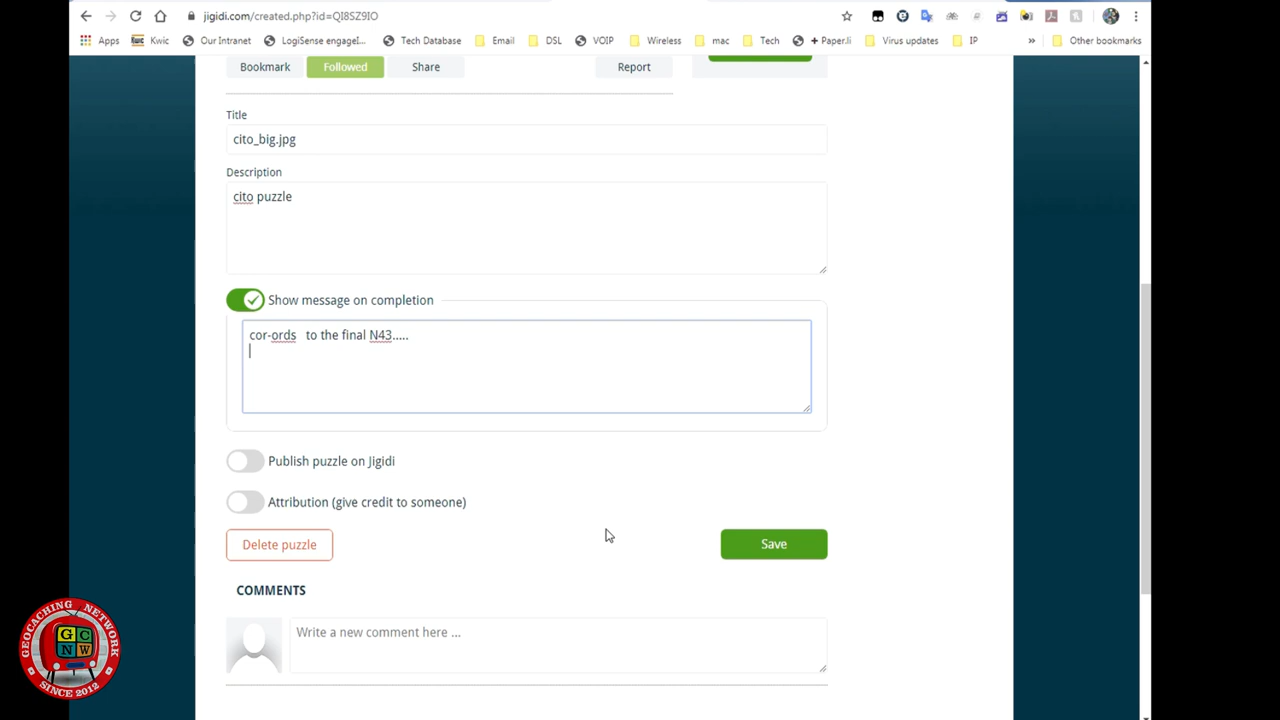 jigidi.com/created.php?id=QI8SZ9IO
Apps Kwic Our Intranet LogiSense engagel... Tech Database Email DSL VOIP Wireless mac Tech + Paper.li Virus updates IP » Other bookmarks
Bookmark Followed Share Report
Title
cito_big.jpg
Description
cito puzzle
Show message on completion
cor-ords to the final N43.....
Publish puzzle on Jigidi
Attribution (give credit to someone)
Delete puzzle Save
COMMENTS
Write a new comment here ...
GEOCACHING NETWORK
G C
N W
SINCE 2012